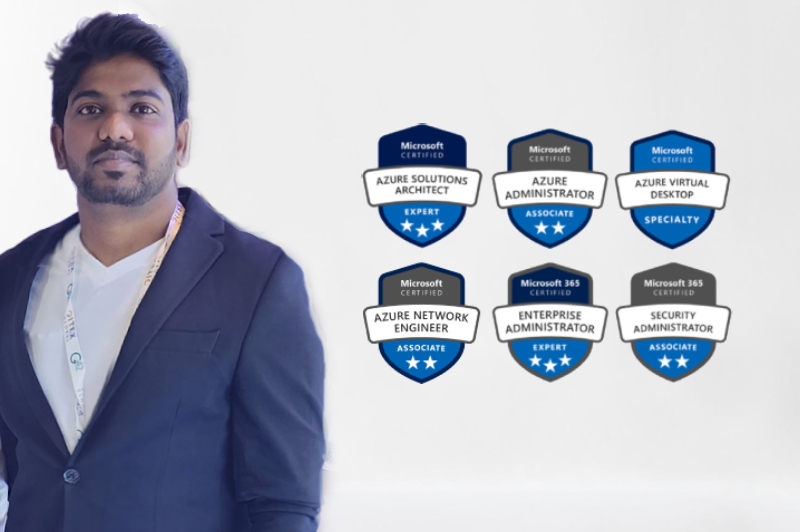 Microsoft
CERTIFIED
AZURE SOLUTIONS
ARCHITECT
EXPERT
Microsoft
CERTIFIED
AZURE
ADMINISTRATOR
ASSOCIATE
Microsoft
CERTIFIED
AZURE VIRTUAL
DESKTOP
SPECIALTY
Microsoft
CERTIFIED
AZURE NETWORK
ENGINEER
ASSOCIATE
Microsoft 365
CERTIFIED
ENTERPRISE
ADMINISTRATOR
EXPERT
Microsoft 365
CERTIFIED
SECURITY
ADMINISTRATOR
ASSOCIATE